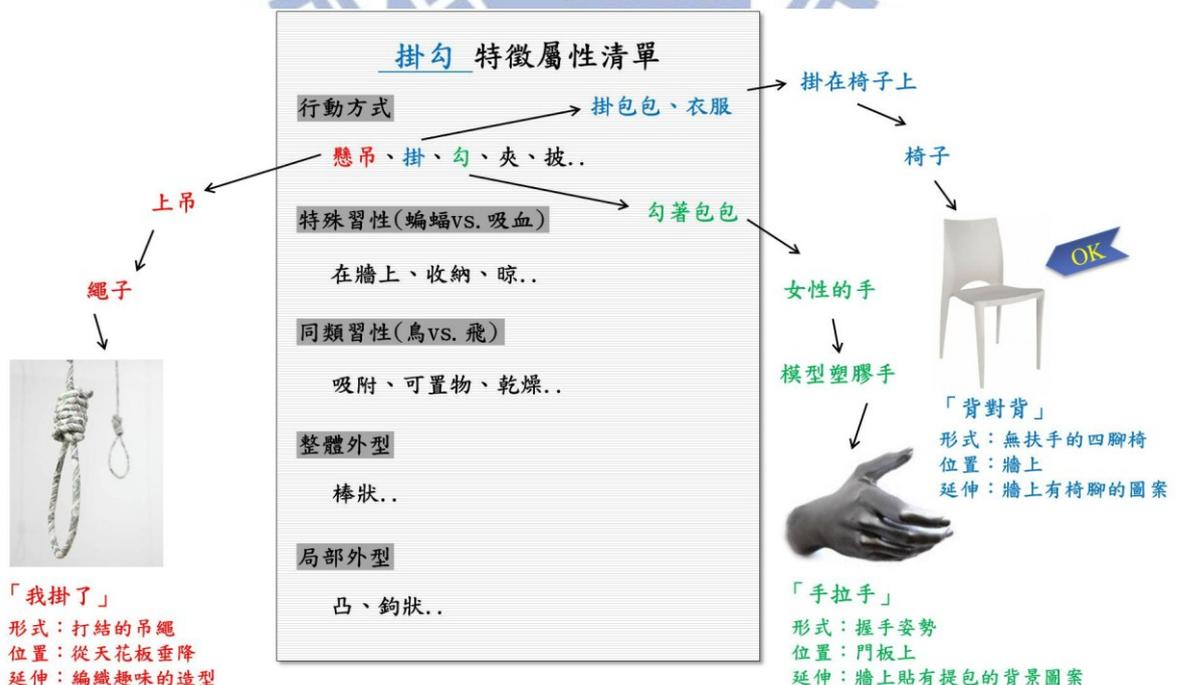 掛勾 特徵屬性清單
行動方式
懸吊、掛、勾、夾、披..
掛包包、衣服
掛在椅子上
椅子
OK
「背對背」
形式：無扶手的四腳椅
位置：牆上
延伸：牆上有椅腳的圖案
勾著包包
女性的手
模型塑膠手
「手拉手」
形式：握手姿勢
位置：門板上
延伸：牆上貼有提包的背景圖案
上吊
繩子
「我掛了」
形式：打結的吊繩
位置：從天花板垂降
延伸：編織趣味的造型
特殊習性(蝙蝠vs.吸血)
在牆上、收納、晾..
同類習性(鳥vs.飛)
吸附、可置物、乾燥..
整體外型
棒狀..
局部外型
凸、鉤狀..